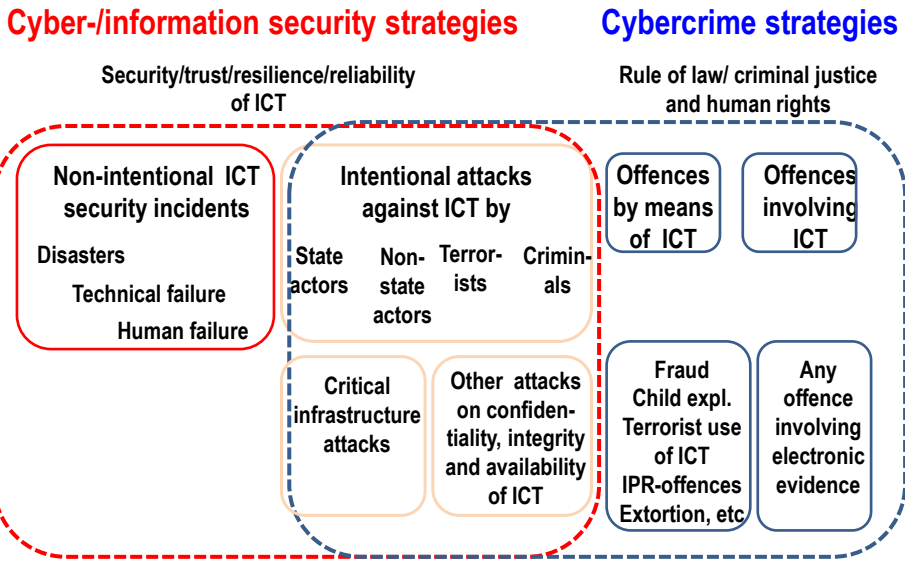 Cyber-/information security strategies
Cybercrime strategies
Security/trust/resilience/reliability
of ICT
Rule of law/ criminal justice
and human rights
Non-intentional ICT
security incidents
Disasters
Technical failure
Human failure
Intentional attacks
against ICT by
State
actors
Non-
state
actors
Terror-
ists
Crimin-
als
Offences
by means
of ICT
Offences
involving
ICT
Critical
infrastructure
attacks
Other attacks
on confiden-
tiality, integrity
and availability
of ICT
Fraud
Child expl.
Terrorist use
of ICT
IPR-offences
Extortion, etc
Any
offence
involving
electronic
evidence